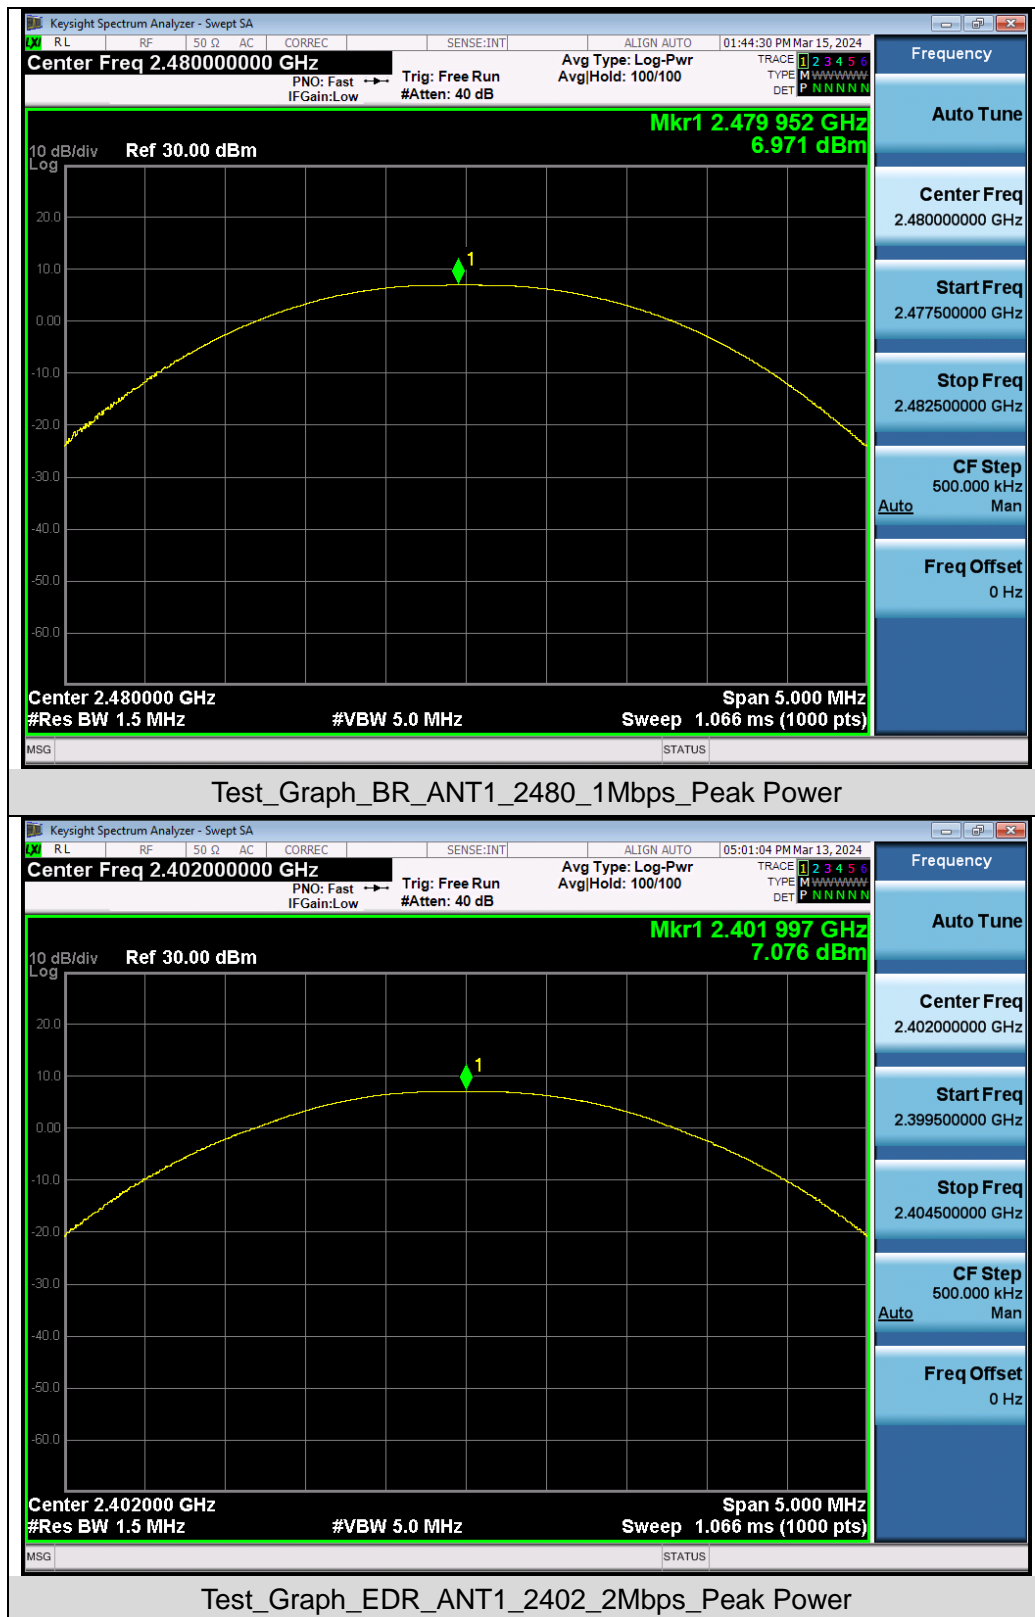 Keysight Spectrum Analyzer - Swept SA
LXI RL RF 50 Ω AC CORREC SENSE:INT ALIGN AUTO 01:44:30 PM Mar 15, 2024
Center Freq 2.480000000 GHz
PNO: Fast
IFGain:Low
Trig: Free Run
#Atten: 40 dB
Avg Type: Log-Pwr
Avg|Hold: 100/100
TRACE 1 2 3 4 5 6
TYPE M WWWWW
DET P N N N N N
Mkr1 2.479 952 GHz
6.971 dBm
10 dB/div Ref 30.00 dBm
Log
20.0
10.0
0.00
-10.0
-20.0
-30.0
-40.0
-50.0
-60.0
1
Center 2.480000 GHz Span 5.000 MHz
#Res BW 1.5 MHz #VBW 5.0 MHz Sweep 1.066 ms (1000 pts)
MSG STATUS
Frequency
Auto Tune
Center Freq
2.480000000 GHz
Start Freq
2.477500000 GHz
Stop Freq
2.482500000 GHz
CF Step
500.000 kHz
Auto Man
Freq Offset
0 Hz
Test_Graph_BR_ANT1_2480_1Mbps_Peak Power
Keysight Spectrum Analyzer - Swept SA
LXI RL RF 50 Ω AC CORREC SENSE:INT ALIGN AUTO 05:01:04 PM Mar 13, 2024
Center Freq 2.402000000 GHz
PNO: Fast
IFGain:Low
Trig: Free Run
#Atten: 40 dB
Avg Type: Log-Pwr
Avg|Hold: 100/100
TRACE 1 2 3 4 5 6
TYPE M WWWWW
DET P N N N N N
Mkr1 2.401 997 GHz
7.076 dBm
10 dB/div Ref 30.00 dBm
Log
20.0
10.0
0.00
-10.0
-20.0
-30.0
-40.0
-50.0
-60.0
1
Center 2.402000 GHz Span 5.000 MHz
#Res BW 1.5 MHz #VBW 5.0 MHz Sweep 1.066 ms (1000 pts)
MSG STATUS
Frequency
Auto Tune
Center Freq
2.402000000 GHz
Start Freq
2.399500000 GHz
Stop Freq
2.404500000 GHz
CF Step
500.000 kHz
Auto Man
Freq Offset
0 Hz
Test_Graph_EDR_ANT1_2402_2Mbps_Peak Power